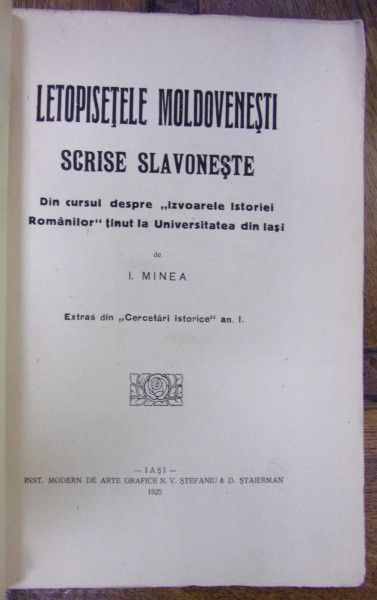 LETOPISEȚELE MOLDOVENEȘTI
SCRISE SLAVONEȘTE
Din cursul despre „Izvoarele Istoriei
Românilor“ ținut la Universitatea din Iași
de
I. MINEA
Extras din „Cercetări istorice“ an. I.
— IAȘI —
INST. MODERN DE ARTE GRAFICE N. V. ȘTEFANIU & D. ȘTAIERMAN
1925